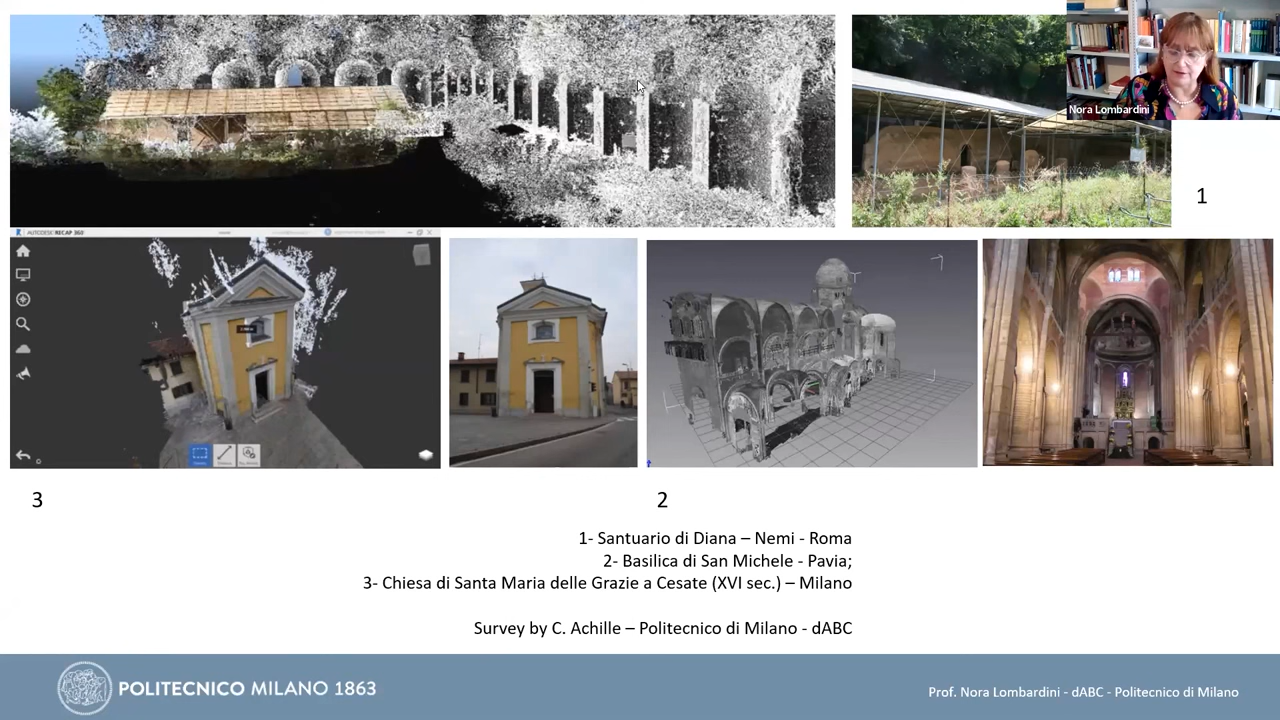 Nora Lombardini
1
AUTODESK RECAP 360
3
2
1- Santuario di Diana – Nemi - Roma
2- Basilica di San Michele - Pavia;
3- Chiesa di Santa Maria delle Grazie a Cesate (XVI sec.) – Milano
Survey by C. Achille – Politecnico di Milano - dABC
POLITECNICO MILANO 1863
Prof. Nora Lombardini - dABC - Politecnico di Milano